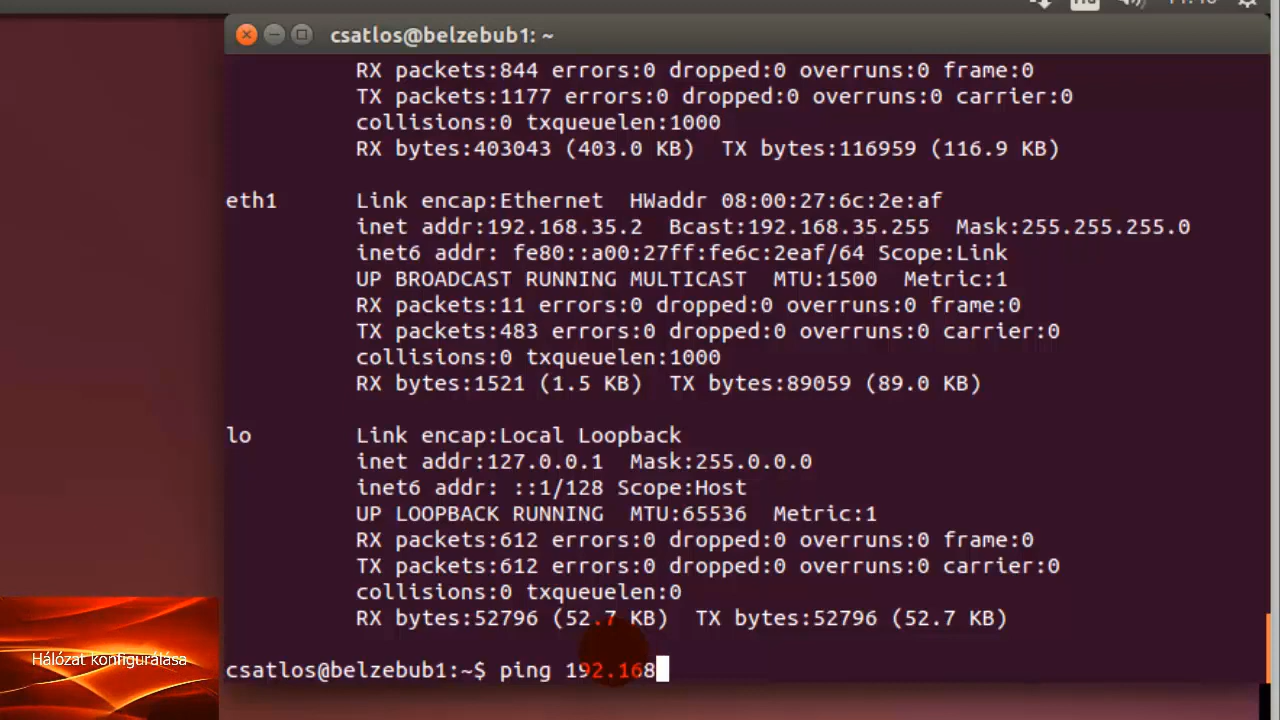 csatlos@belzebub1: ~
RX packets:844 errors:0 dropped:0 overruns:0 frame:0
TX packets:1177 errors:0 dropped:0 overruns:0 carrier:0
collisions:0 txqueuelen:1000
RX bytes:403043 (403.0 KB)  TX bytes:116959 (116.9 KB)
eth1 Link encap:Ethernet  HWaddr 08:00:27:6c:2e:af
inet addr:192.168.35.2  Bcast:192.168.35.255  Mask:255.255.255.0
inet6 addr: fe80::a00:27ff:fe6c:2eaf/64 Scope:Link
UP BROADCAST RUNNING MULTICAST  MTU:1500  Metric:1
RX packets:11 errors:0 dropped:0 overruns:0 frame:0
TX packets:483 errors:0 dropped:0 overruns:0 carrier:0
collisions:0 txqueuelen:1000
RX bytes:1521 (1.5 KB)  TX bytes:89059 (89.0 KB)
lo Link encap:Local Loopback
inet addr:127.0.0.1  Mask:255.0.0.0
inet6 addr: ::1/128 Scope:Host
UP LOOPBACK RUNNING  MTU:65536  Metric:1
RX packets:612 errors:0 dropped:0 overruns:0 frame:0
TX packets:612 errors:0 dropped:0 overruns:0 carrier:0
collisions:0 txqueuelen:0
RX bytes:52796 (52.7 KB)  TX bytes:52796 (52.7 KB)
csatlos@belzebub1:~$ ping 192.168
Hálózat konfigurálása